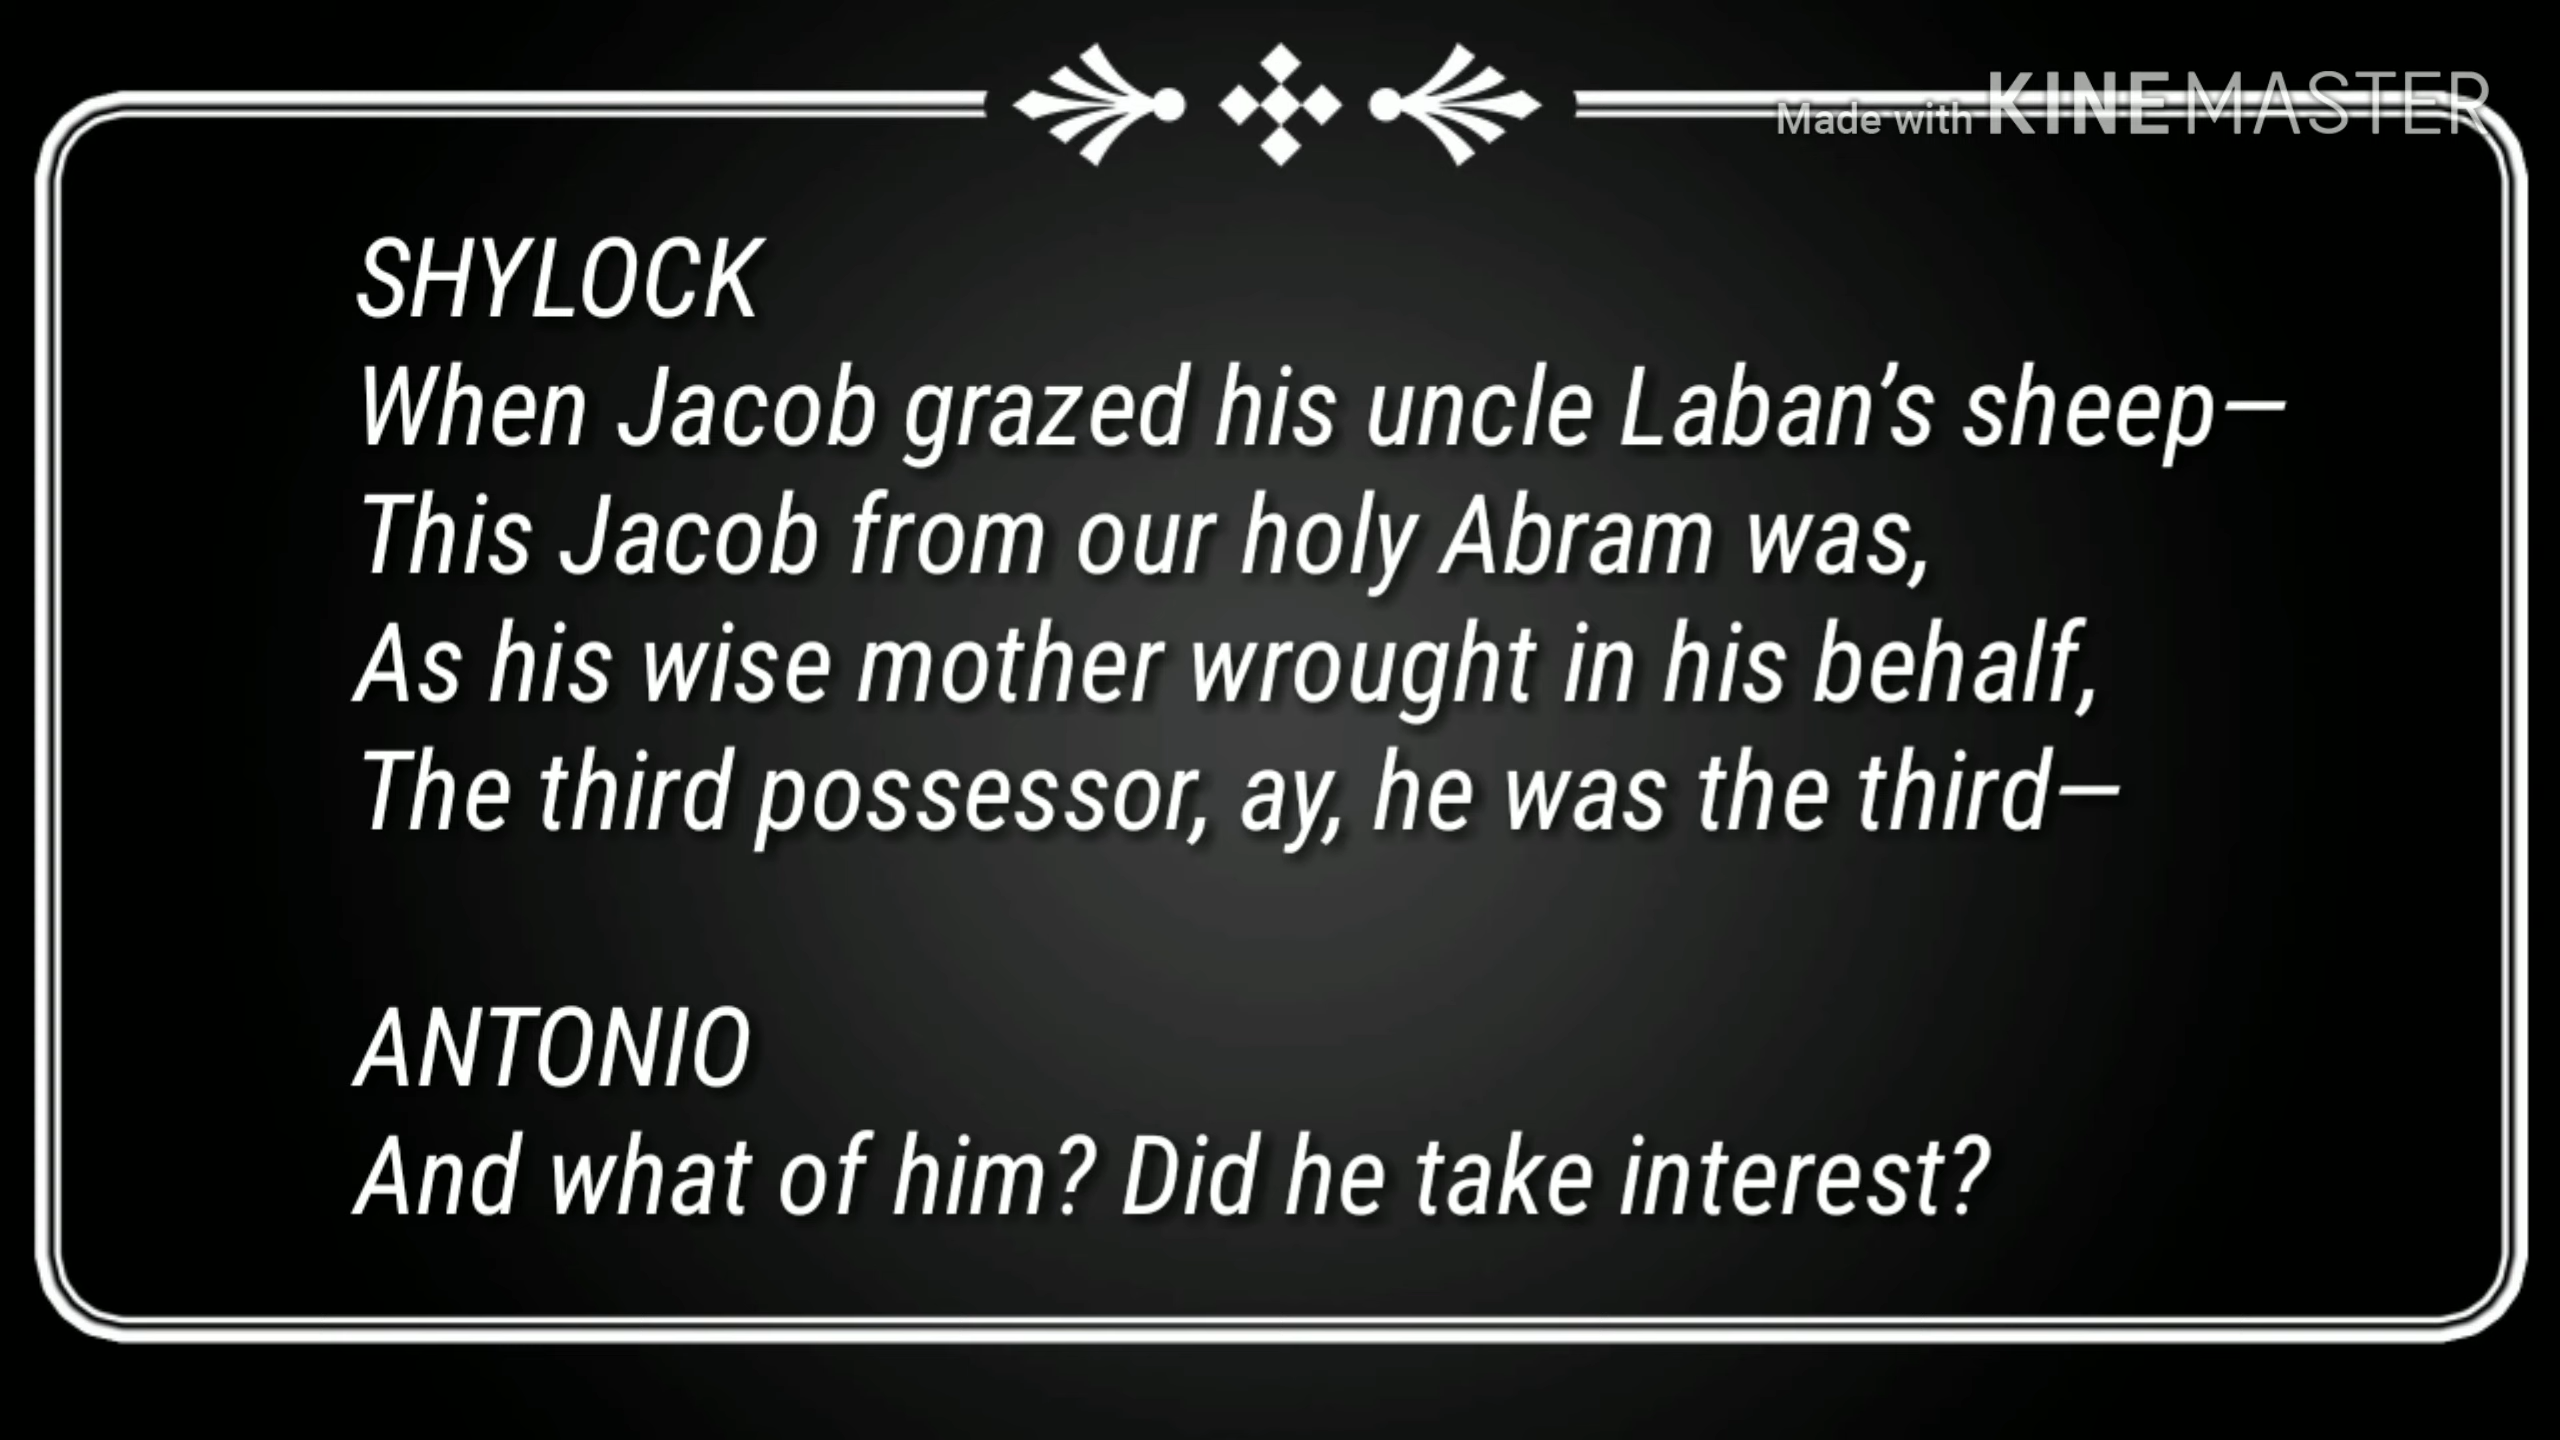 Made with KINEMASTER
SHYLOCK
When Jacob grazed his uncle Laban’s sheep—
This Jacob from our holy Abram was,
As his wise mother wrought in his behalf,
The third possessor, ay, he was the third—
ANTONIO
And what of him? Did he take interest?